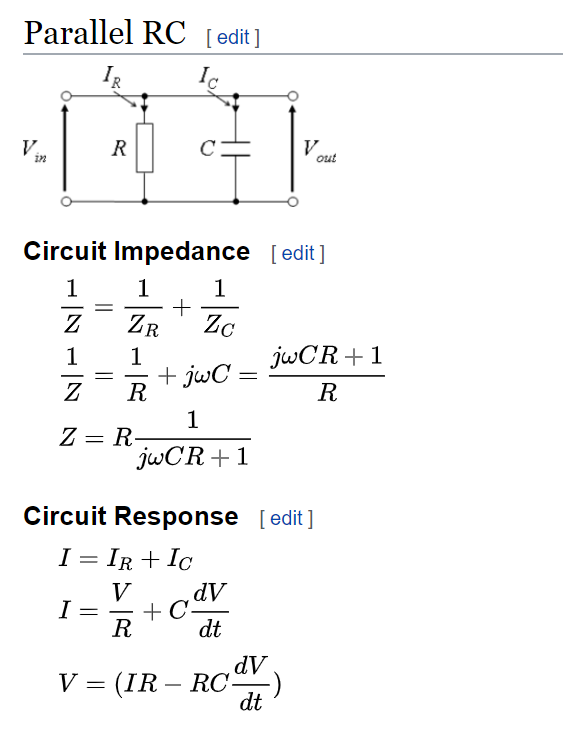 Parallel RC [ edit ]
I_R I_C
V_in R C V_out
Circuit Impedance [ edit ]
1/Z = 1/Z_R + 1/Z_C
1/Z = 1/R + jωC = (jωCR + 1)/R
Z = R 1/(jωCR + 1)
Circuit Response [ edit ]
I = I_R + I_C
I = V/R + C dV/dt
V = (IR − RC dV/dt)